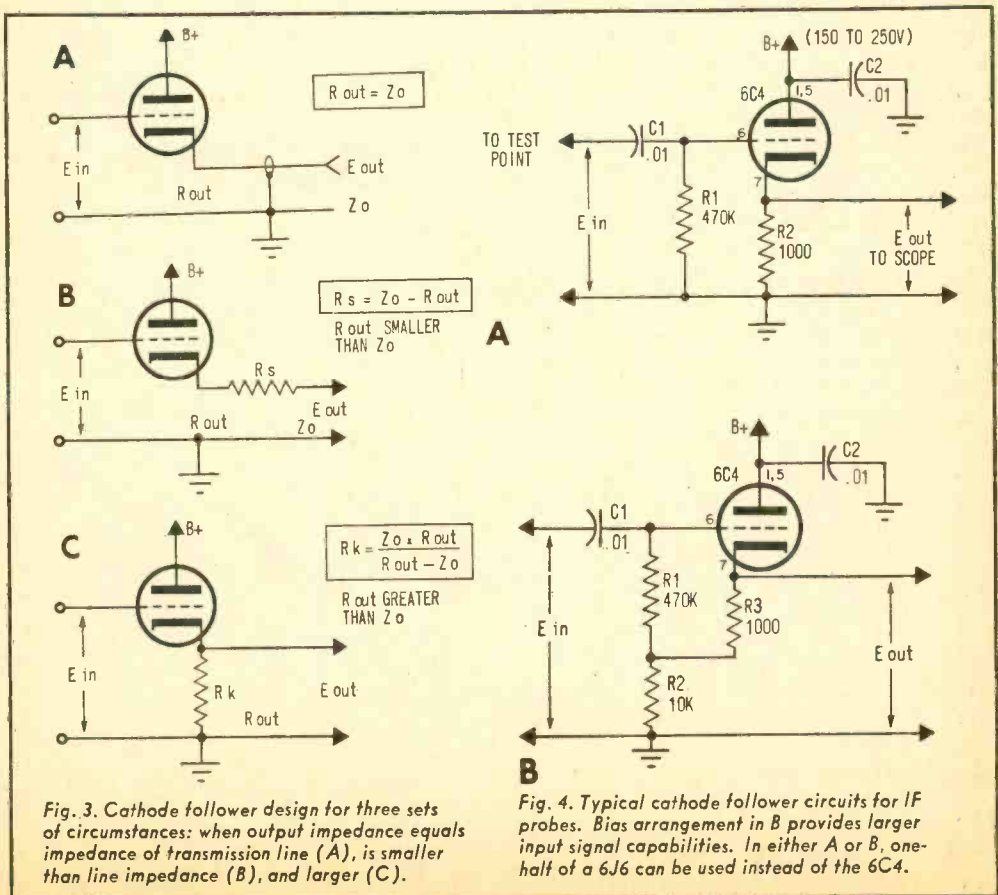 A
B+
R out = Zo
E in
R out
E out
Zo
B
B+
Rs = Zo - R out
R out SMALLER
THAN Zo
E in
Rs
R out
E out
Zo
C
B+
Rk = Zo x R out
R out - Zo
R out GREATER
THAN Zo
E in
Rk
E out
R out
Fig. 3. Cathode follower design for three sets
of circumstances: when output impedance equals
impedance of transmission line (A), is smaller
than line impedance (B), and larger (C).
B+ (150 TO 250V)
C2
6C4 1,5
.01
C1
TO TEST
POINT
.01
6
7
R1
470K
E in
R2
1000
E out
TO SCOPE
A
B+
C2
6C4 1,5
.01
C1
.01
6
7
R1
470K
R3
1000
E in
E out
R2
10K
B
Fig. 4. Typical cathode follower circuits for IF
probes. Bias arrangement in B provides larger
input signal capabilities. In either A or B, one-
half of a 6J6 can be used instead of the 6C4.